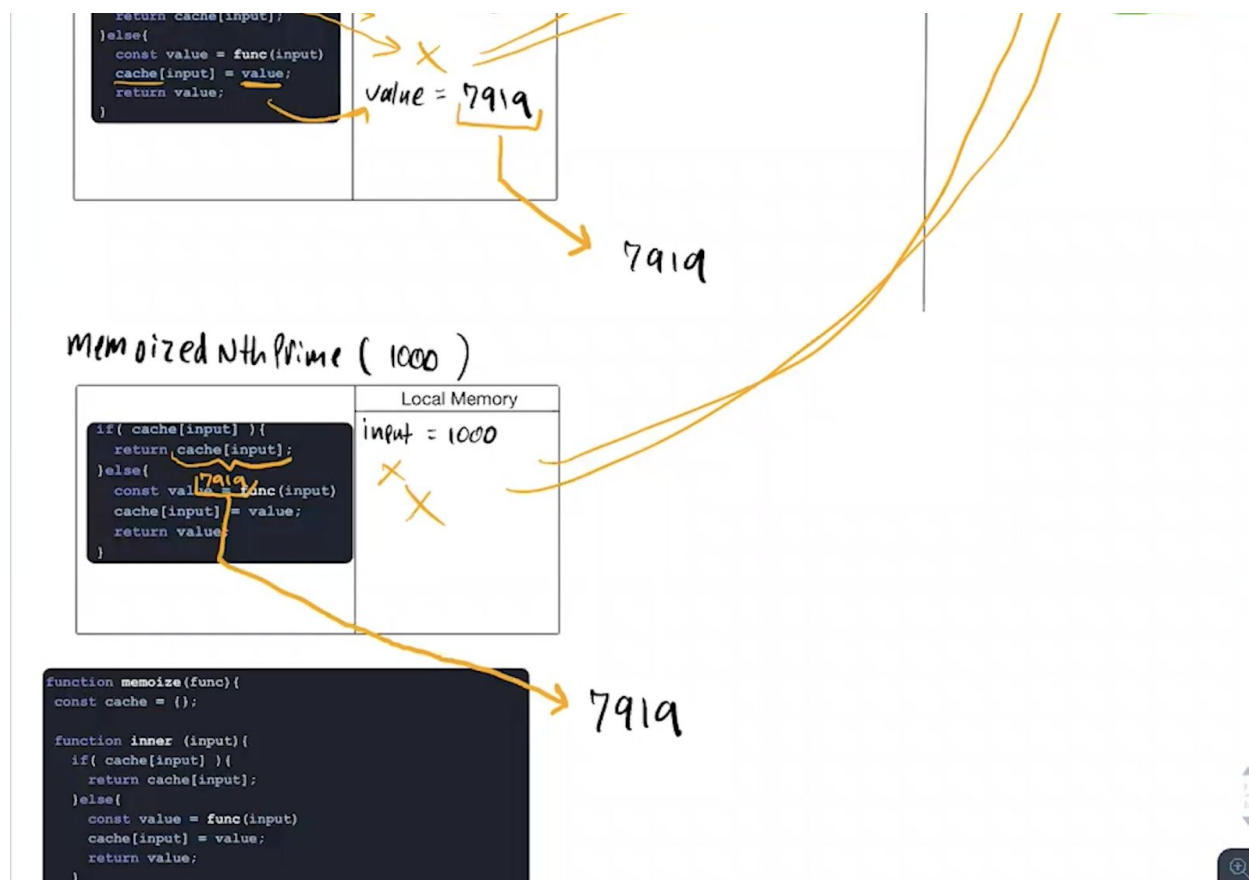 return cache[input];
}else{
const value = func(input)
cache[input] = value;
return value;
}
value = 7919
7919
memoizedNthPrime ( 1000 )
Local Memory
if( cache[input] ){
return cache[input];
}else{
7919
const value = func(input)
cache[input] = value;
return value;
}
input = 1000
function memoize(func){
const cache = {};
function inner (input){
if( cache[input] ){
return cache[input];
}else{
const value = func(input)
cache[input] = value;
return value;
}
7919